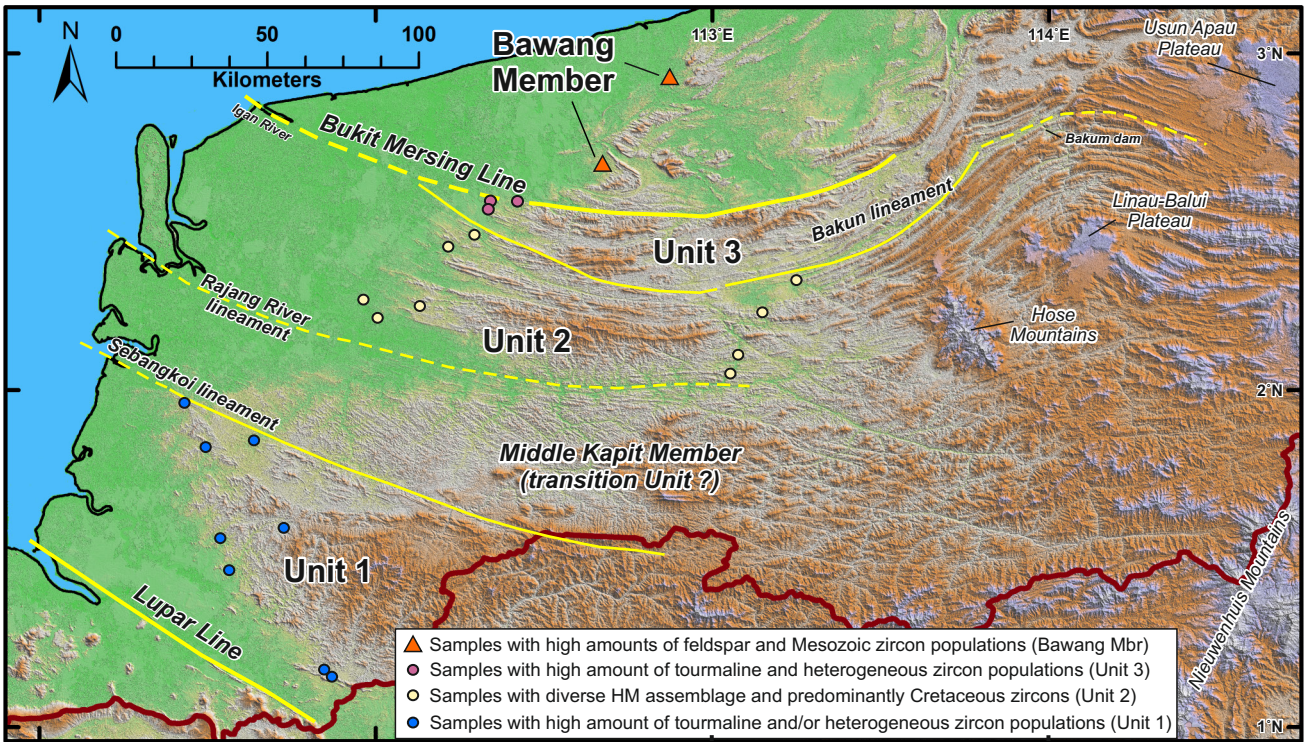 0 50 100
Kilometers
N
Bawang
Member
113°E
114°E
Usun Apau
Plateau
3°N
Igan River
Bukit Mersing Line
Bakum dam
Bakun lineament
Linau-Balui
Plateau
Unit 3
Rajang River
lineament
Hose
Mountains
Unit 2
Sebangkoi lineament
2°N
Middle Kapit Member
(transition Unit ?)
Unit 1
Lupar Line
Nieuwenhuis Mountains
Samples with high amounts of feldspar and Mesozoic zircon populations (Bawang Mbr)
Samples with high amount of tourmaline and heterogeneous zircon populations (Unit 3)
Samples with diverse HM assemblage and predominantly Cretaceous zircons (Unit 2)
Samples with high amount of tourmaline and/or heterogeneous zircon populations (Unit 1)
1°N